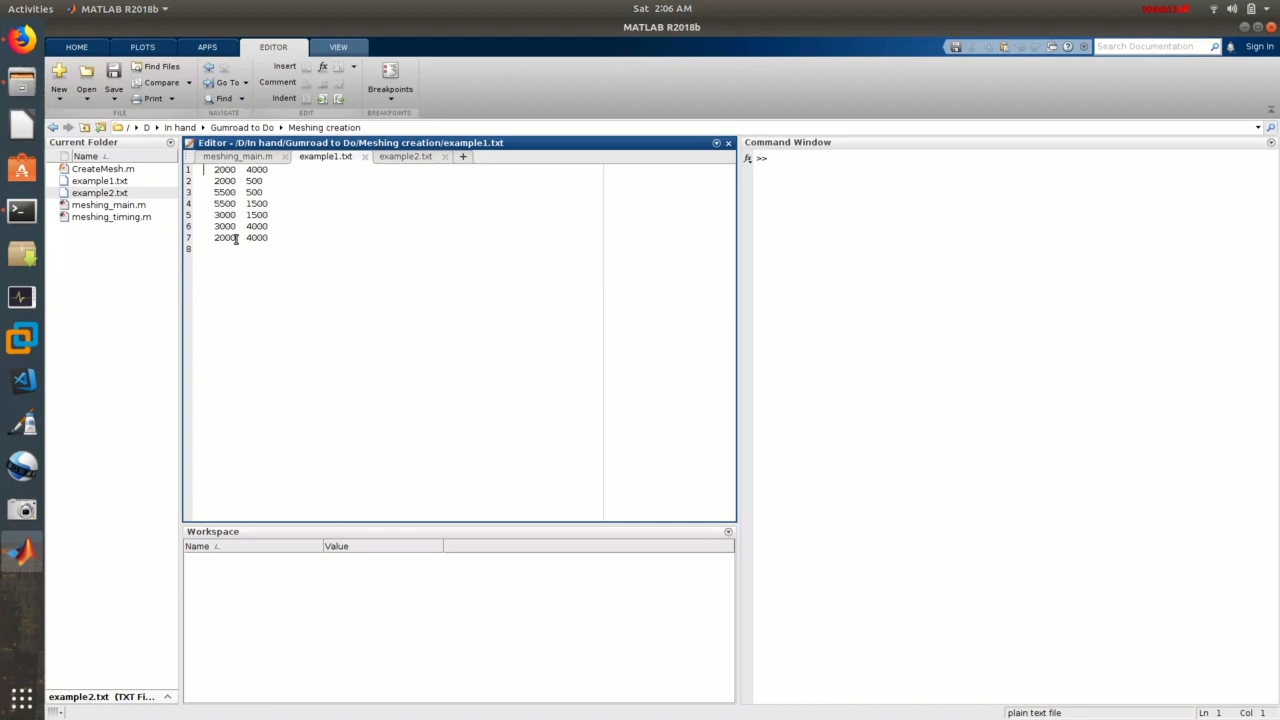 Activities MATLAB R2018b Sat 2:06 AM
MATLAB R2018b
HOME PLOTS APPS EDITOR VIEW Search Documentation Sign In
New Open Save Find Files Compare Print Go To Find Insert fx Comment Indent Breakpoints
FILE NAVIGATE EDIT BREAKPOINTS
/ D In hand Gumroad to Do Meshing creation
Current Folder
Name
CreateMesh.m
example1.txt
example2.txt
meshing_main.m
meshing_timing.m
Editor - /D/In hand/Gumroad to Do/Meshing creation/example1.txt
meshing_main.m example1.txt example2.txt
1 2000 4000
2 2000 500
3 5500 500
4 5500 1500
5 3000 1500
6 3000 4000
7 2000 4000
8
Command Window
fx >>
Workspace
Name Value
example2.txt (TXT Fi...
plain text file Ln 1 Col 1